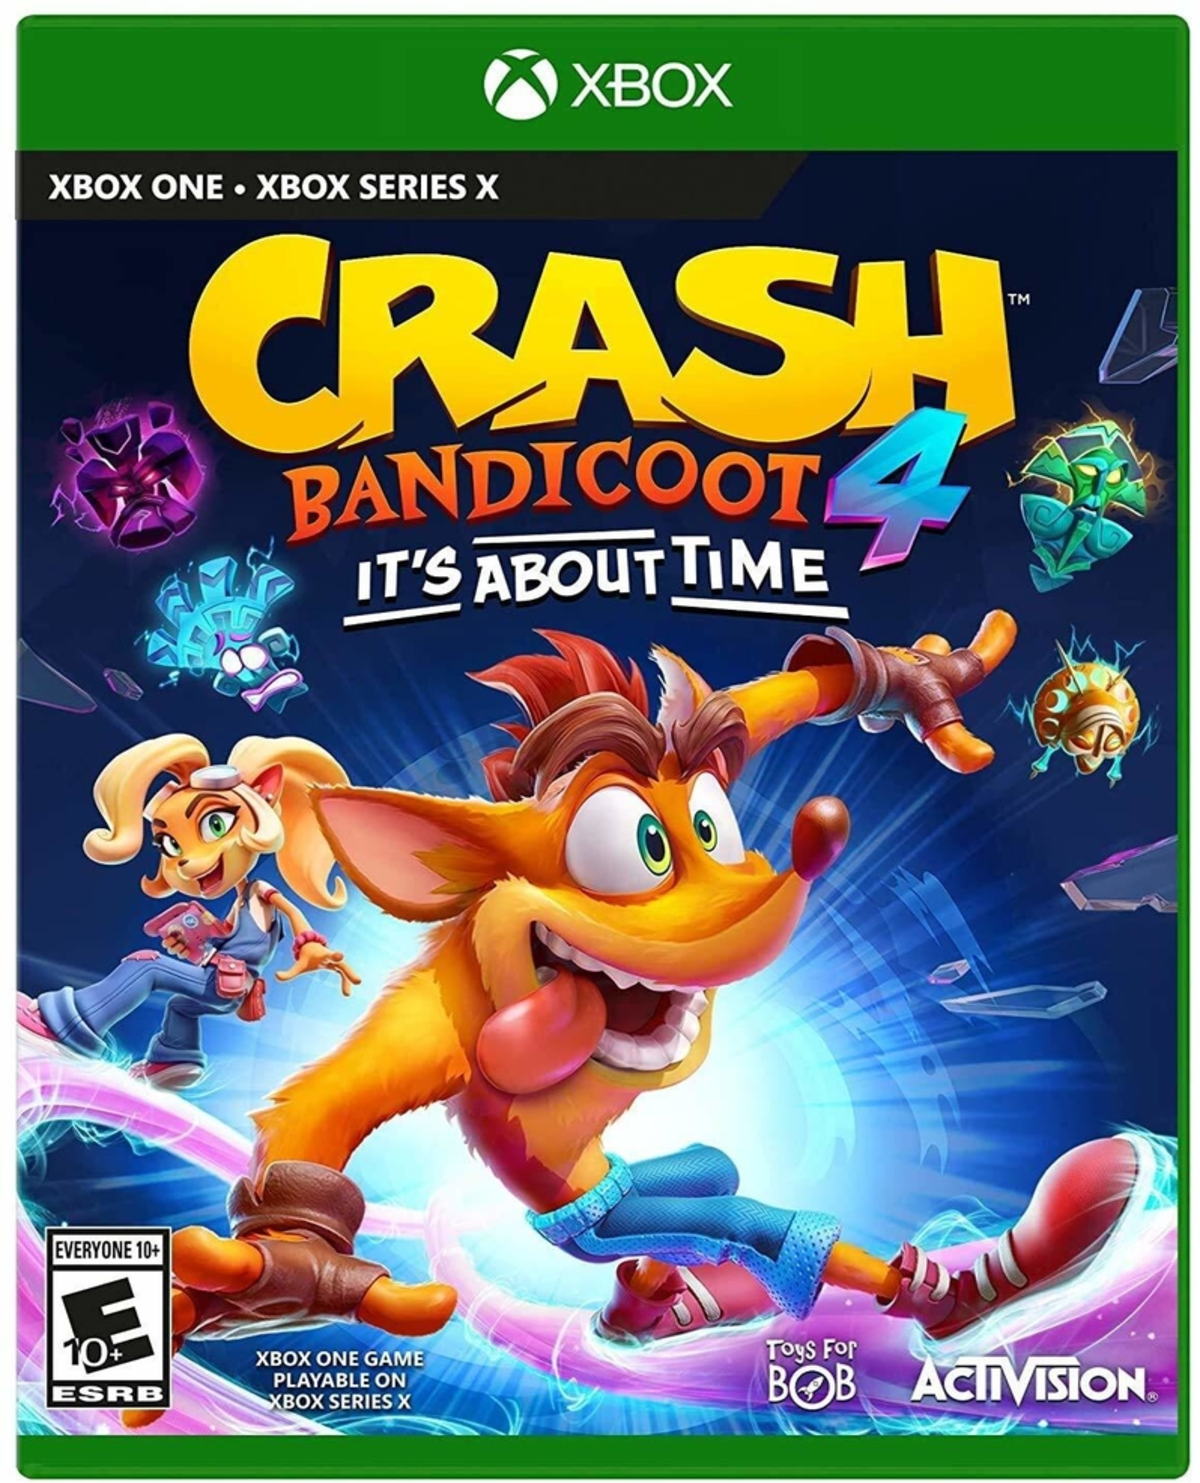 XBOX
XBOX ONE • XBOX SERIES X
CRASH™
BANDICOOT 4
IT'S ABOUT TIME
EVERYONE 10+
E
10+
ESRB
XBOX ONE GAME
PLAYABLE ON
XBOX SERIES X
TOYS FOR
BOB
ACTIVISION®